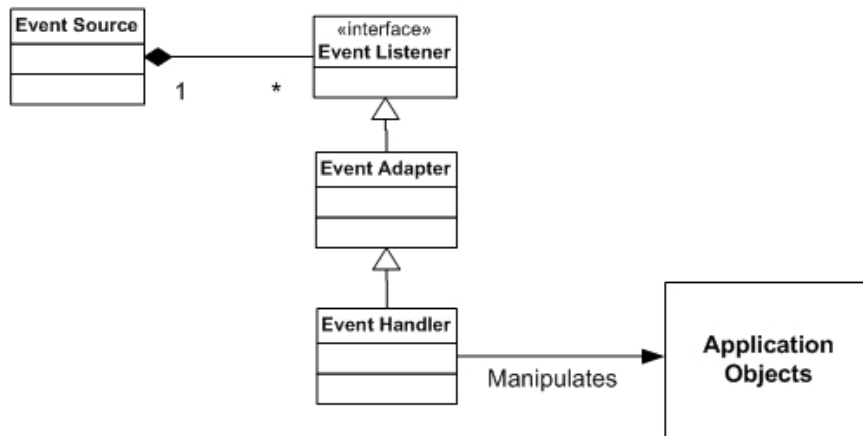 Event Source
«interface»
Event Listener
1
*
Event Adapter
Event Handler
Manipulates
Application
Objects